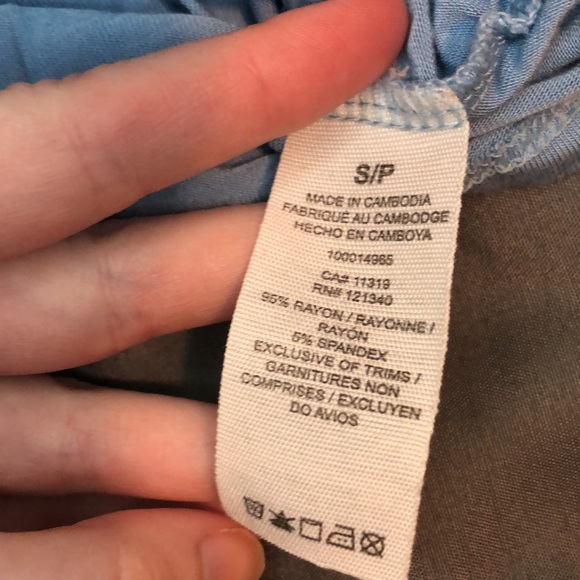 S/P
MADE IN CAMBODIA
FABRIQUÉ AU CAMBODGE
HECHO EN CAMBOYA
100014965
CA# 11319
RN# 121340
95% RAYON / RAYONNE /
RAYÓN
5% SPANDEX
EXCLUSIVE OF TRIMS /
GARNITURES NON
COMPRISES / EXCLUYEN
DO AVIOS